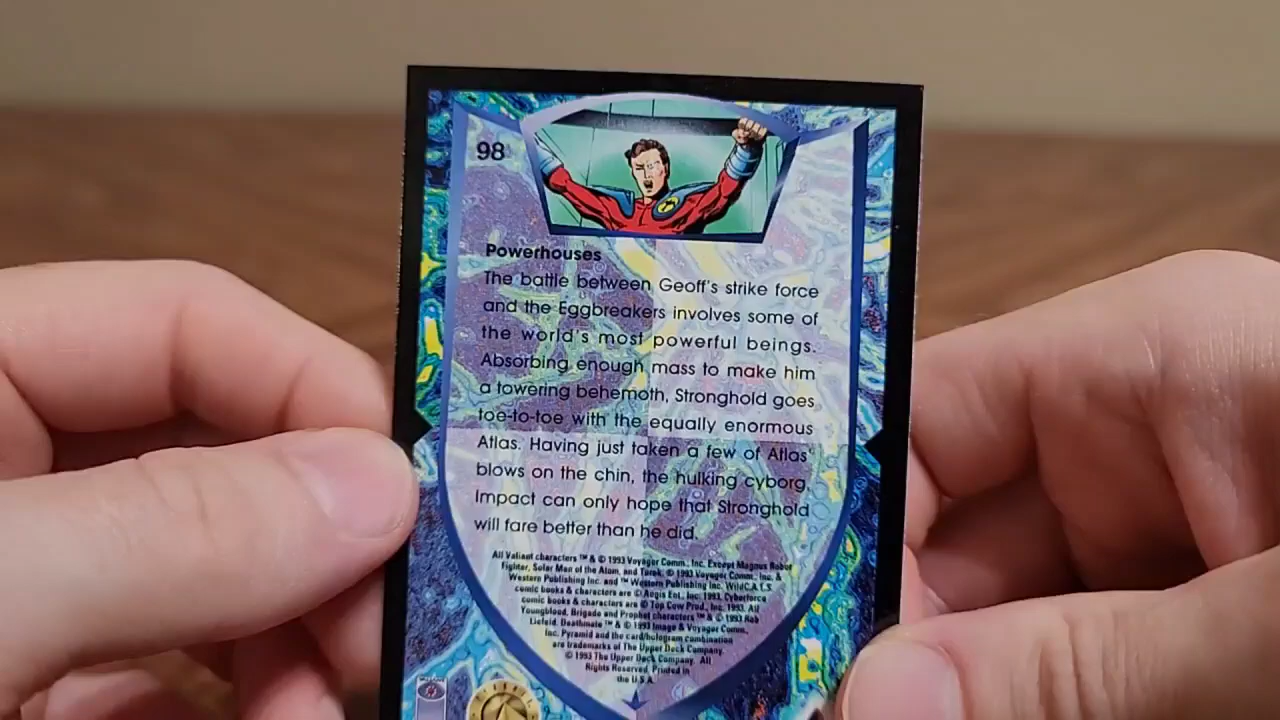 98
Powerhouses
The battle between Geoff's strike force
and the Eggbreakers involves some of
the world's most powerful beings.
Absorbing enough mass to make him
a towering behemoth, Stronghold goes
toe-to-toe with the equally enormous
Atlas. Having just taken a few of Atlas'
blows on the chin, the hulking cyborg
Impact can only hope that Stronghold
will fare better than he did.
All Valiant characters ™ & © 1993 Voyager Comm., Inc. Except Magnus Robot
Fighter, Solar Man of the Atom, and Turok. © 1993 Voyager Comm., Inc. &
Western Publishing Inc. and ™ Western Publishing Inc. WildC.A.T.S.
comic books & characters are © Aegis Ent., Inc. 1993. Cyberforce
comic books & characters are © Top Cow Prod., Inc. 1993. All
Youngblood, Brigade and Prophet characters ™ & © 1993 Rob
Liefeld. Deathmate ™ & © 1993 Image & Voyager Comm.,
Inc. Pyramid and the card/hologram combination
are trademarks of The Upper Deck Company.
© 1993 The Upper Deck Company. All
Rights Reserved. Printed in
the U.S.A.